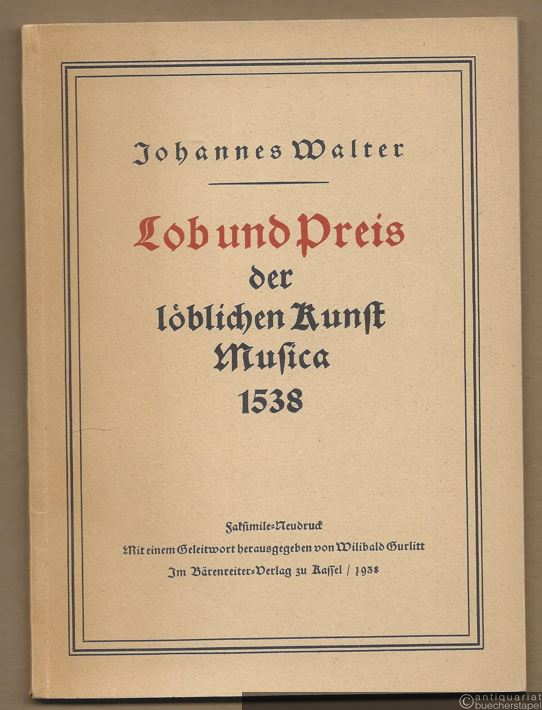 Johannes Walter
Lob und Preis
der
löblichen Kunſt
Muſica
1538
Fakſimile=Neudruck
Mit einem Geleitwort herausgegeben von Wilibald Gurlitt
Im Bärenreiter=Verlag zu Kaſſel / 1938
© antiquariat
buecherstapel